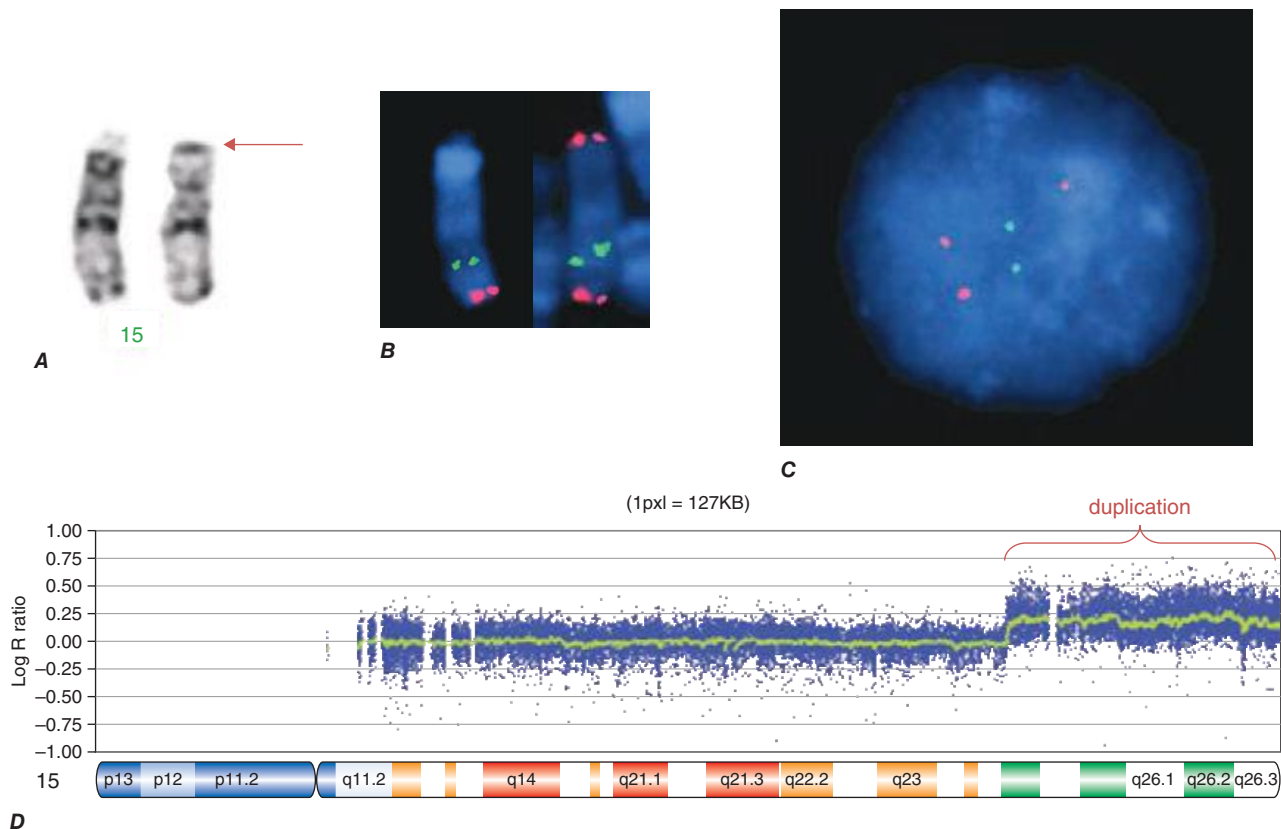 15
A
B
C
(1pxl = 127KB)
duplication
1.00
0.75
0.50
0.25
0.00
–0.25
–0.50
–0.75
–1.00
Log R ratio
15 p13 p12 p11.2 q11.2 q14 q21.1 q21.3 q22.2 q23 q26.1 q26.2 q26.3
D